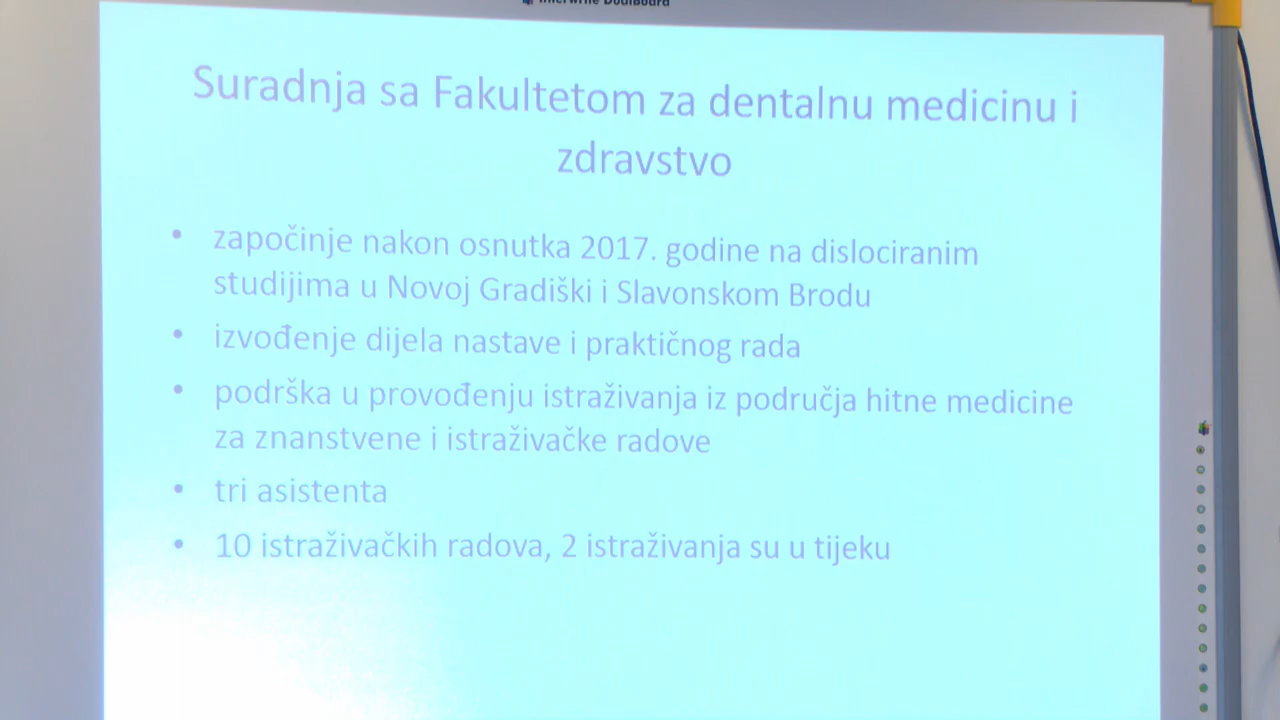 Interwrite DualBoard
Suradnja sa Fakultetom za dentalnu medicinu i
zdravstvo
• započinje nakon osnutka 2017. godine na dislociranim
studijima u Novoj Gradiški i Slavonskom Brodu
• izvođenje dijela nastave i praktičnog rada
• podrška u provođenju istraživanja iz područja hitne medicine
za znanstvene i istraživačke radove
• tri asistenta
• 10 istraživačkih radova, 2 istraživanja su u tijeku